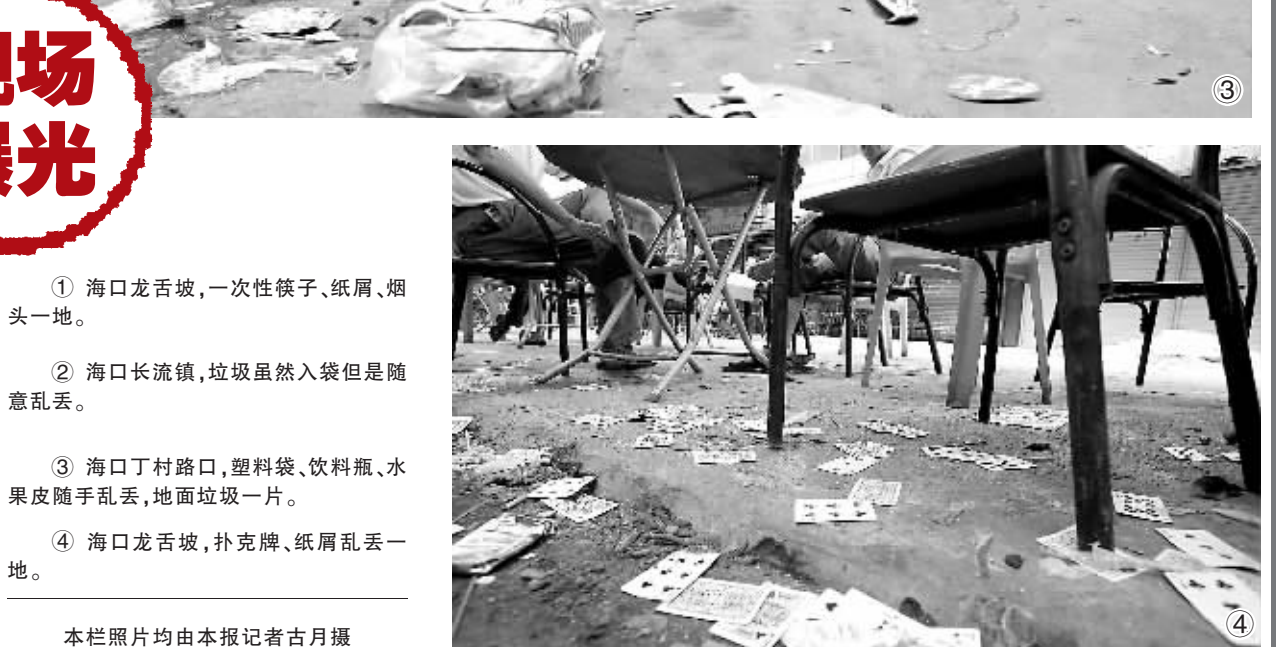 场
光
③
① 海口龙舌坡,一次性筷子、纸屑、烟
头一地。
② 海口长流镇,垃圾虽然入袋但是随
意乱丢。
③ 海口丁村路口,塑料袋、饮料瓶、水
果皮随手乱丢,地面垃圾一片。
④ 海口龙舌坡,扑克牌、纸屑乱丢一
地。
本栏照片均由本报记者古月摄
④